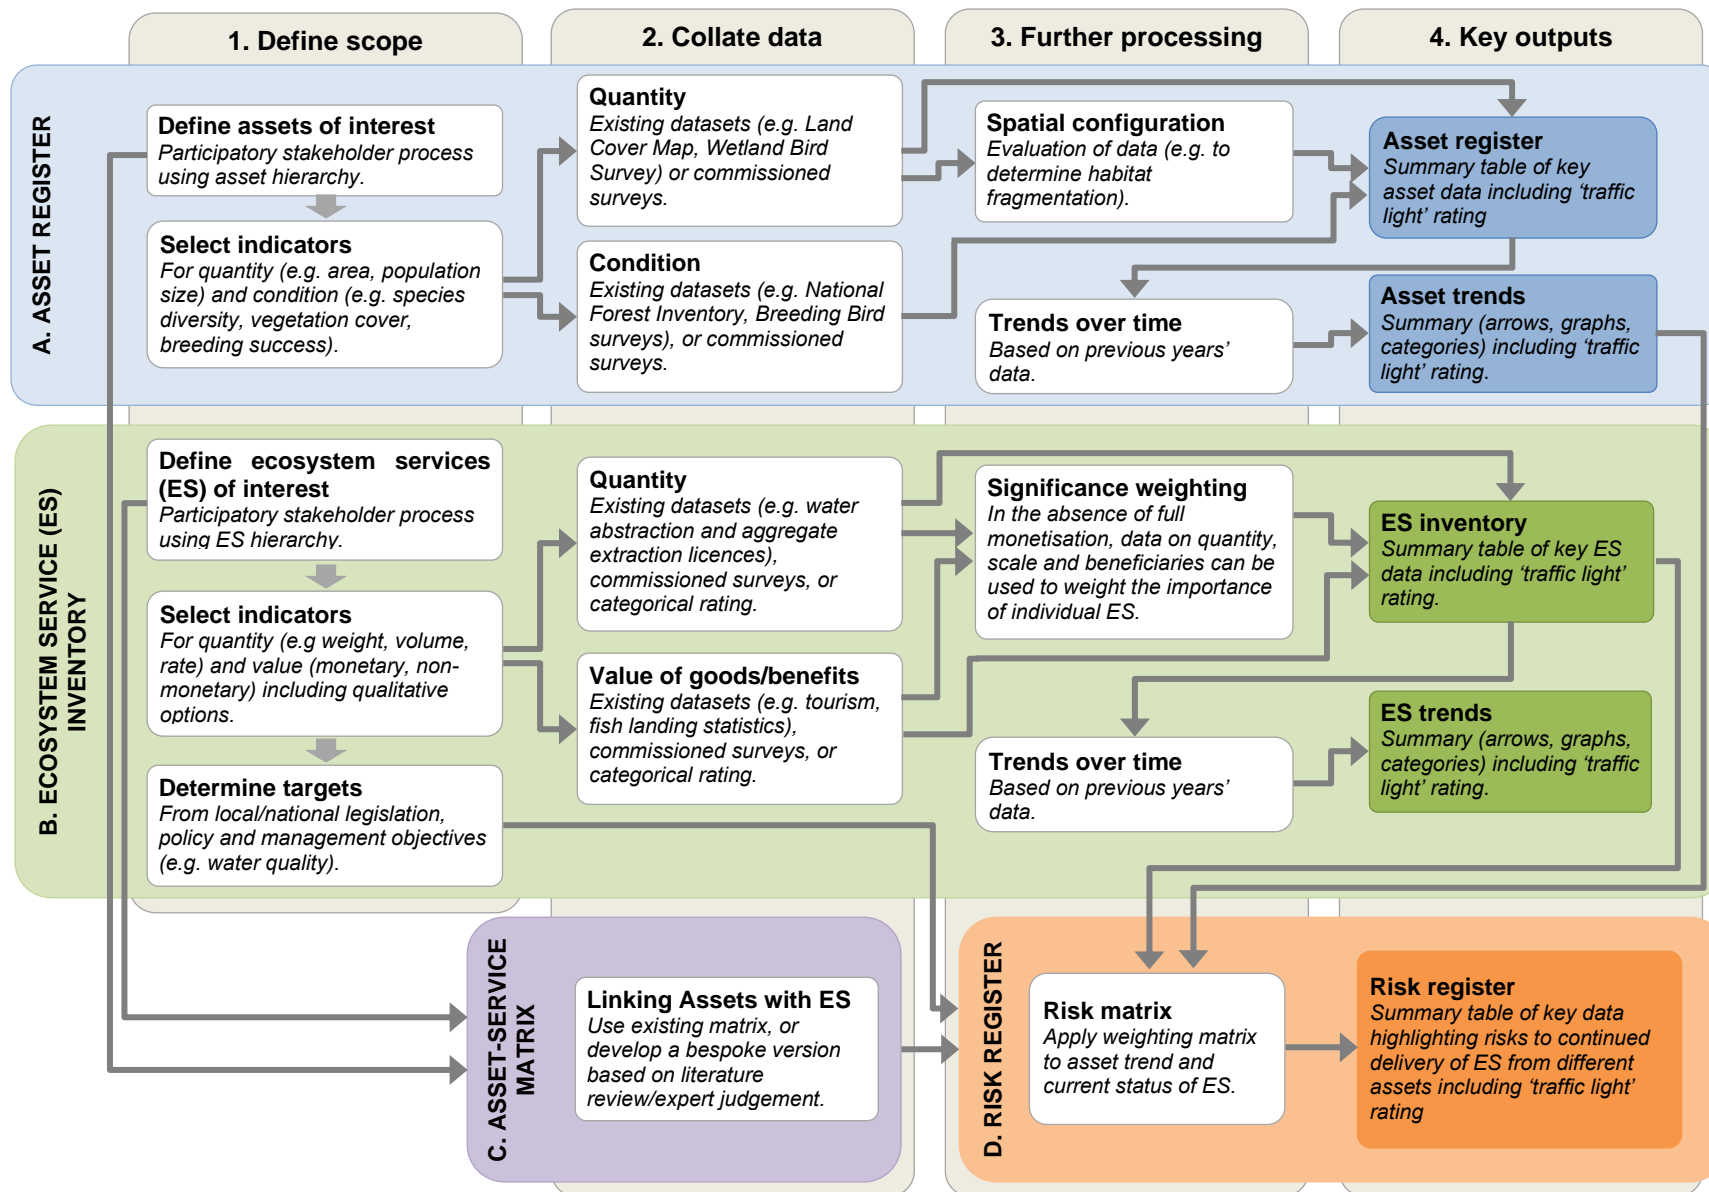 1. Define scope
2. Collate data
3. Further processing
4. Key outputs
A. ASSET REGISTER
Define assets of interest
Participatory stakeholder process
using asset hierarchy.
Select indicators
For quantity (e.g. area, population
size) and condition (e.g. species
diversity, vegetation cover,
breeding success).
Quantity
Existing datasets (e.g. Land
Cover Map, Wetland Bird
Survey) or commissioned
surveys.
Condition
Existing datasets (e.g. National
Forest Inventory, Breeding Bird
surveys), or commissioned
surveys.
Spatial configuration
Evaluation of data (e.g. to
determine habitat
fragmentation).
Trends over time
Based on previous years’
data.
Asset register
Summary table of key
asset data including ‘traffic
light’ rating
Asset trends
Summary (arrows, graphs,
categories) including ‘traffic
light’ rating.
B. ECOSYSTEM SERVICE (ES)
INVENTORY
Define ecosystem services
(ES) of interest
Participatory stakeholder process
using ES hierarchy.
Select indicators
For quantity (e.g weight, volume,
rate) and value (monetary, non-
monetary) including qualitative
options.
Determine targets
From local/national legislation,
policy and management objectives
(e.g. water quality).
Quantity
Existing datasets (e.g. water
abstraction and aggregate
extraction licences),
commissioned surveys, or
categorical rating.
Value of goods/benefits
Existing datasets (e.g. tourism,
fish landing statistics),
commissioned surveys, or
categorical rating.
Significance weighting
In the absence of full
monetisation, data on quantity,
scale and beneficiaries can be
used to weight the importance
of individual ES.
Trends over time
Based on previous years’
data.
ES inventory
Summary table of key ES
data including ‘traffic light’
rating.
ES trends
Summary (arrows, graphs,
categories) including ‘traffic
light’ rating.
C. ASSET-SERVICE
MATRIX
Linking Assets with ES
Use existing matrix, or
develop a bespoke version
based on literature
review/expert judgement.
D. RISK REGISTER
Risk matrix
Apply weighting matrix
to asset trend and
current status of ES.
Risk register
Summary table of key data
highlighting risks to continued
delivery of ES from different
assets including ‘traffic light’
rating